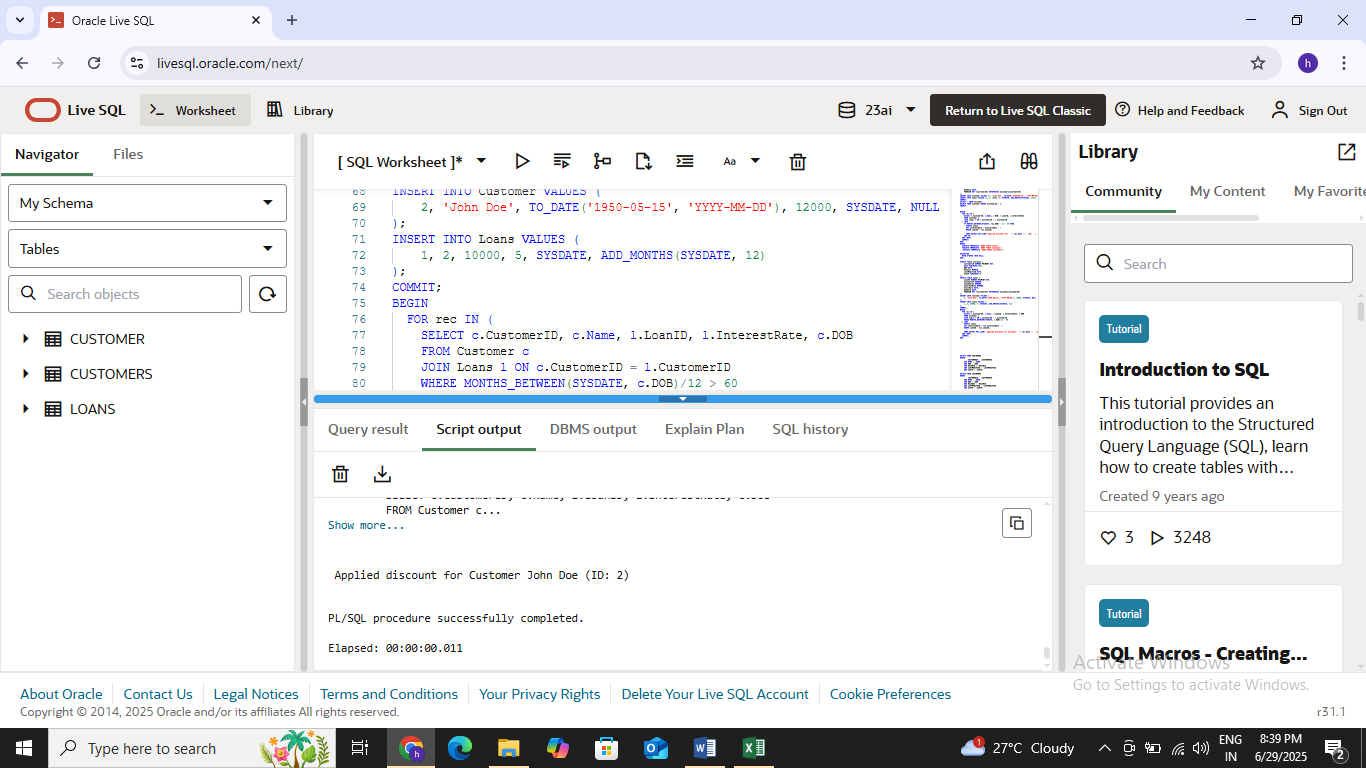 Oracle Live SQL
livesql.oracle.com/next/
h
Live SQL
Worksheet
Library
23ai
Return to Live SQL Classic
Help and Feedback
Sign Out
Navigator
Files
My Schema
Tables
Search objects
CUSTOMER
CUSTOMERS
LOANS
[ SQL Worksheet ]*
Aa
68 INSERT INTO Customer VALUES (
69 2, 'John Doe', TO_DATE('1950-05-15', 'YYYY-MM-DD'), 12000, SYSDATE, NULL
70 );
71 INSERT INTO Loans VALUES (
72 1, 2, 10000, 5, SYSDATE, ADD_MONTHS(SYSDATE, 12)
73 );
74 COMMIT;
75 BEGIN
76 FOR rec IN (
77 SELECT c.CustomerID, c.Name, l.LoanID, l.InterestRate, c.DOB
78 FROM Customer c
79 JOIN Loans l ON c.CustomerID = l.CustomerID
80 WHERE MONTHS_BETWEEN(SYSDATE, c.DOB)/12 > 60
Query result
Script output
DBMS output
Explain Plan
SQL history
FROM Customer c...
Show more...
Applied discount for Customer John Doe (ID: 2)
PL/SQL procedure successfully completed.
Elapsed: 00:00:00.011
Library
Community
My Content
My Favorite
Search
Tutorial
Introduction to SQL
This tutorial provides an
introduction to the Structured
Query Language (SQL), learn
how to create tables with...
Created 9 years ago
3
3248
Tutorial
SQL Macros - Creating...
Activate Windows
Go to Settings to activate Windows.
About Oracle
Contact Us
Legal Notices
Terms and Conditions
Your Privacy Rights
Delete Your Live SQL Account
Cookie Preferences
Copyright © 2014, 2025 Oracle and/or its affiliates All rights reserved.
r31.1
Type here to search
1
27°C Cloudy
ENG
IN
8:39 PM
6/29/2025
2